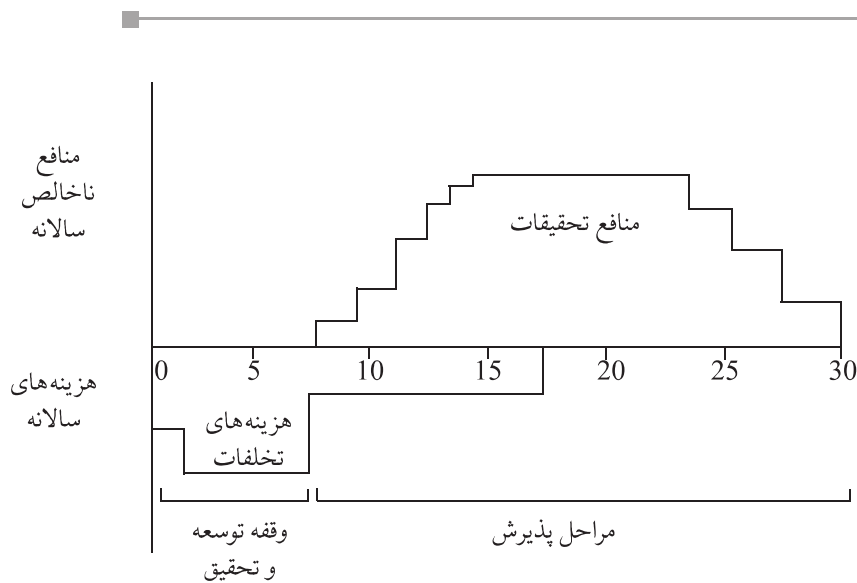 منافع
ناخالص
سالانه
منافع تحقیقات
0 5 10 15 20 25 30
هزینه‌های
سالانه
هزینه‌های
تخلفات
وقفه توسعه
و تحقیق
مراحل پذیرش